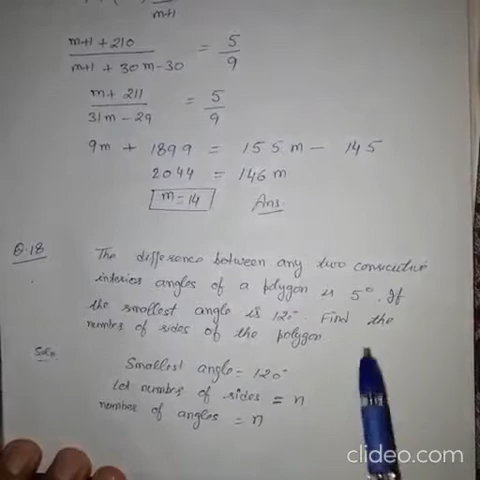 m+1
m+1 + 210 / m+1 + 30m-30 = 5/9
m + 211 / 31m - 29 = 5/9
9m + 1899 = 155m - 145
2044 = 146m
m = 14 Ans.
Q.18 The difference between any two consecutive
interior angles of a polygon is 5°. If
the smallest angle is 120°. Find the
number of sides of the polygon.
Soln. Smallest angle = 120°
Let number of sides = n
number of angles = n
clideo.com